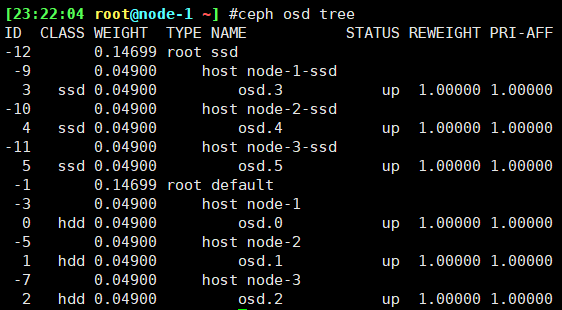 [23:22:04 root@node-1 ~] #ceph osd tree
ID  CLASS WEIGHT  TYPE NAME           STATUS REWEIGHT PRI-AFF
-12       0.14699 root ssd
 -9       0.04900     host node-1-ssd
  3   ssd 0.04900         osd.3           up  1.00000 1.00000
-10       0.04900     host node-2-ssd
  4   ssd 0.04900         osd.4           up  1.00000 1.00000
-11       0.04900     host node-3-ssd
  5   ssd 0.04900         osd.5           up  1.00000 1.00000
 -1       0.14699 root default
 -3       0.04900     host node-1
  0   hdd 0.04900         osd.0           up  1.00000 1.00000
 -5       0.04900     host node-2
  1   hdd 0.04900         osd.1           up  1.00000 1.00000
 -7       0.04900     host node-3
  2   hdd 0.04900         osd.2           up  1.00000 1.00000